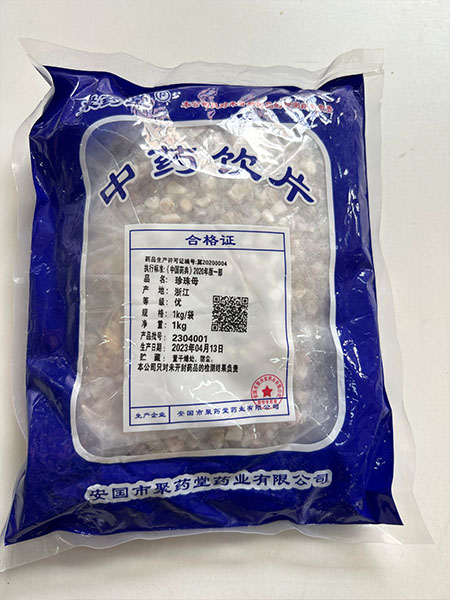 聚药堂®
中药饮片
合格证
药品生产许可证编号:冀20200004
执行标准:《中国药典》2020年版一部
品 名:珍珠母
产 地:浙江
等 级:优
规 格:1kg/袋
净 重:1kg
产品批号:2304001
生产日期:2023年04月13日
贮 藏:置干燥处、防尘。
本公司只对未开封药品的检测结果负责
生产企业 安国市聚药堂药业有限公司
安国市聚药堂药业有限公司